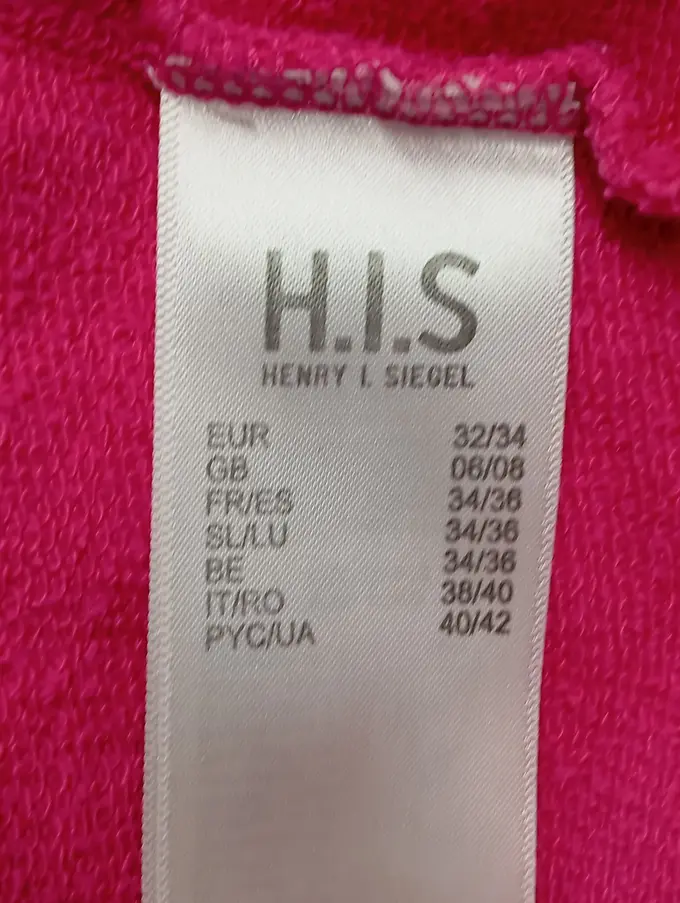 H.I.S
HENRY I. SIEGEL
EUR 32/34
GB 06/08
FR/ES 34/36
SL/LU 34/36
BE 34/36
IT/RO 38/40
РУС/UA 40/42